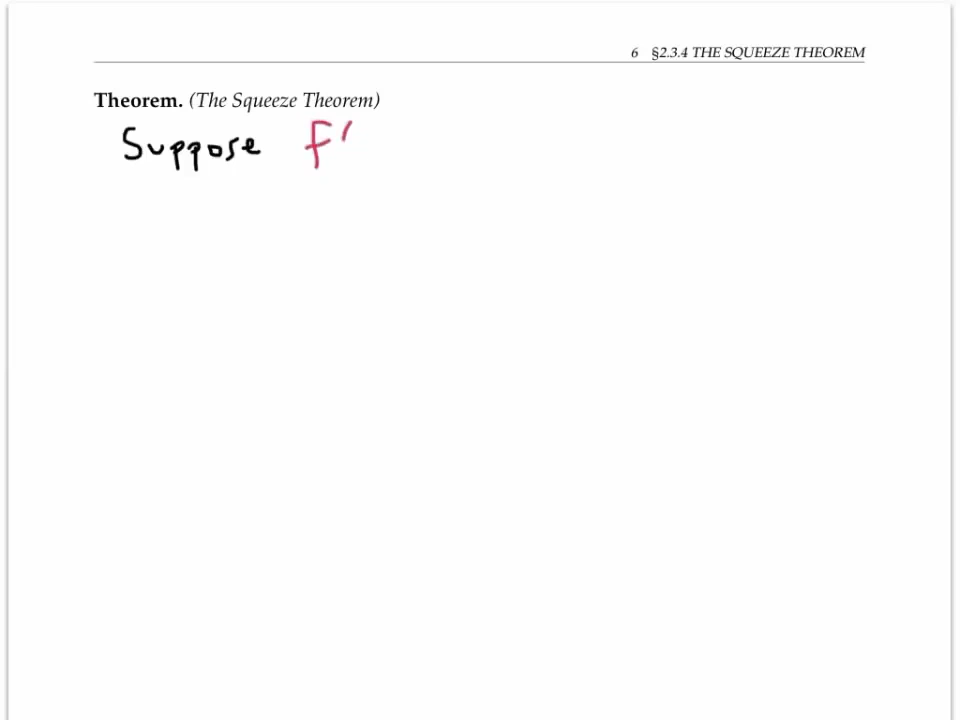 6 §2.3.4 THE SQUEEZE THEOREM
Theorem. (The Squeeze Theorem)
Suppose f